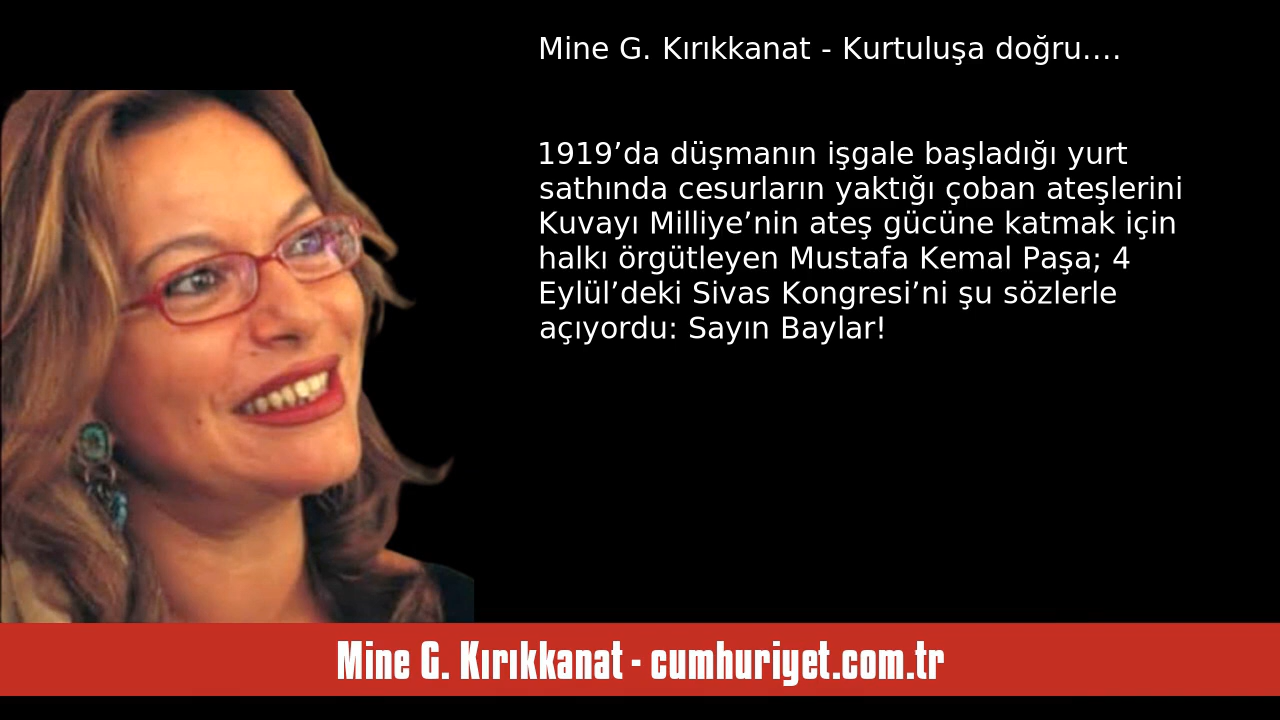 Mine G. Kırıkkanat - Kurtuluşa doğru....
1919’da düşmanın işgale başladığı yurt
sathında cesurların yaktığı çoban ateşlerini
Kuvayı Milliye’nin ateş gücüne katmak için
halkı örgütleyen Mustafa Kemal Paşa; 4
Eylül’deki Sivas Kongresi’ni şu sözlerle
açıyordu: Sayın Baylar!
Mine G. Kırıkkanat - cumhuriyet.com.tr